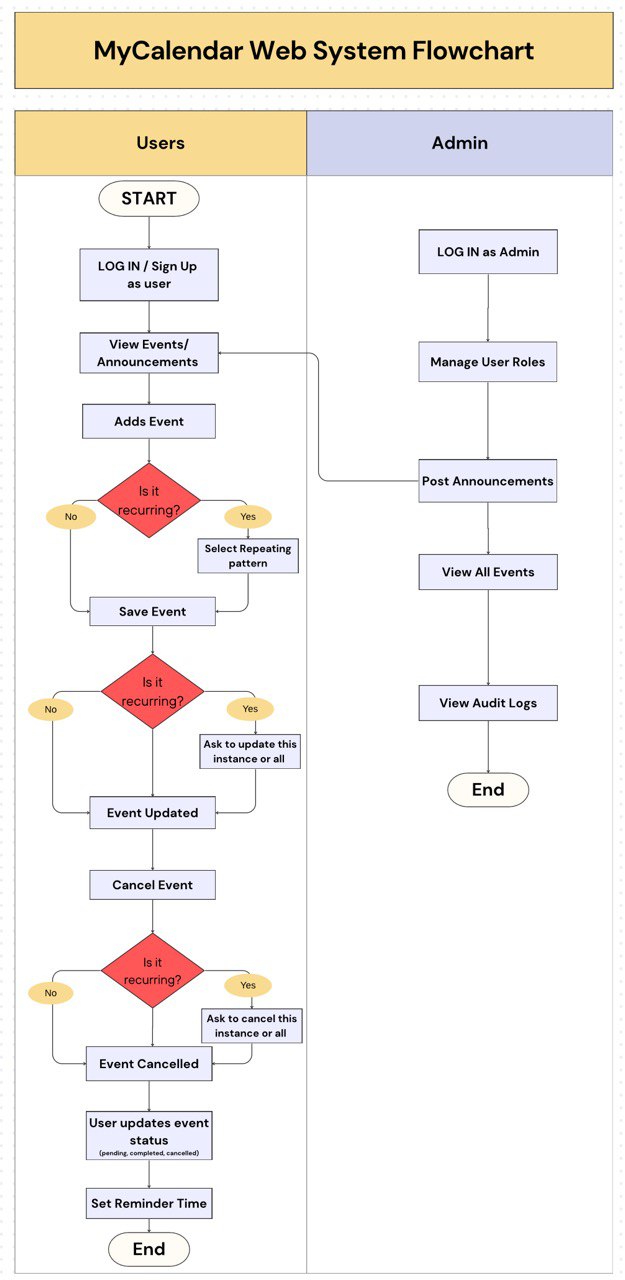 MyCalendar Web System Flowchart
Users
Admin
START
LOG IN / Sign Up
as user
View Events/
Announcements
Adds Event
Is it
recurring?
No
Yes
Select Repeating
pattern
Save Event
Is it
recurring?
No
Yes
Ask to update this
instance or all
Event Updated
Cancel Event
Is it
recurring?
No
Yes
Ask to cancel this
instance or all
Event Cancelled
User updates event
status
(pending, completed, cancelled)
Set Reminder Time
End
LOG IN as Admin
Manage User Roles
Post Announcements
View All Events
View Audit Logs
End